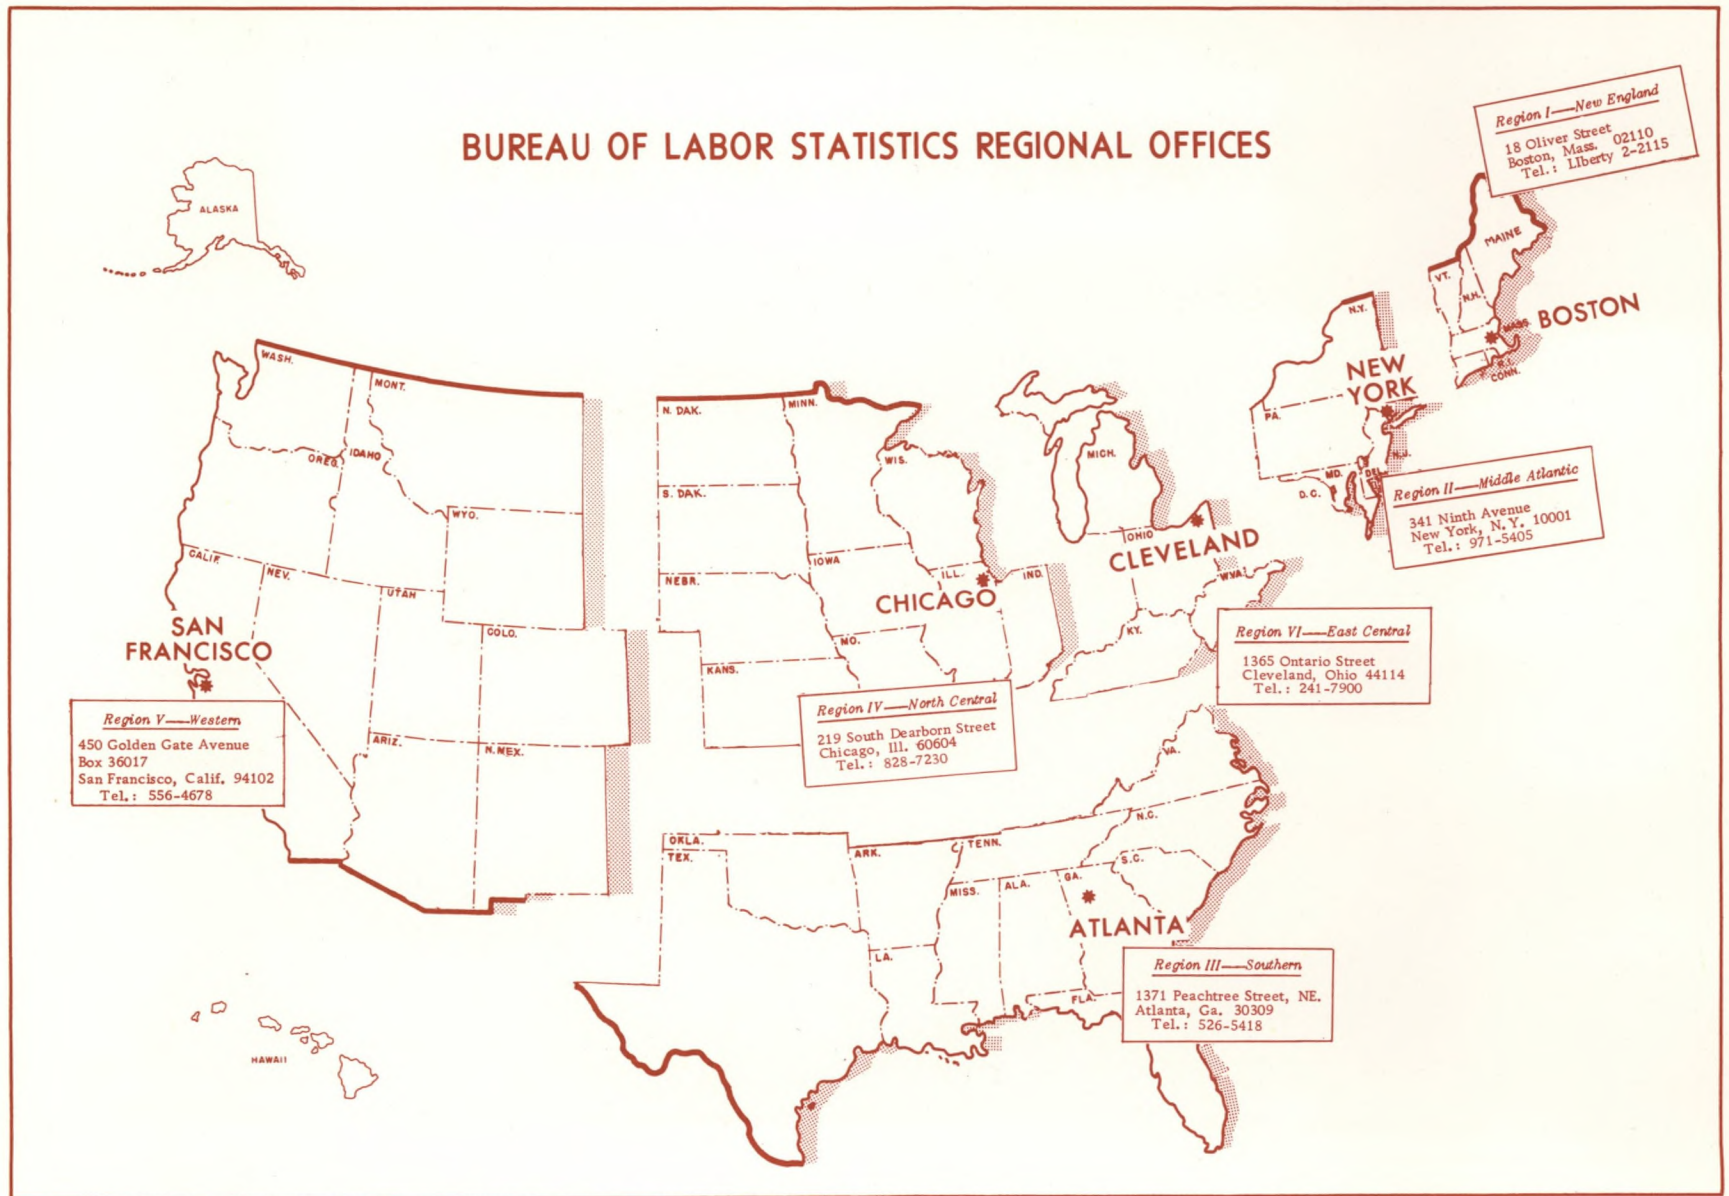 BUREAU OF LABOR STATISTICS REGIONAL OFFICES
Region I—New England
18 Oliver Street
Boston, Mass. 02110
Tel.: LIberty 2-2115
ALASKA
MAINE
VT.
N.H.
MASS.
BOSTON
R.I.
CONN.
N.Y.
NEW
YORK
PA.
N.J.
MD.
DEL.
D.C.
Region II—Middle Atlantic
341 Ninth Avenue
New York, N. Y. 10001
Tel.: 971-5405
WASH.
MONT.
OREG.
IDAHO
WYO.
CALIF.
NEV.
UTAH
COLO.
ARIZ.
N.MEX.
SAN
FRANCISCO
Region V—Western
450 Golden Gate Avenue
Box 36017
San Francisco, Calif. 94102
Tel.: 556-4678
N. DAK.
MINN.
S. DAK.
WIS.
IOWA
NEBR.
ILL.
IND.
CHICAGO
MO.
KANS.
Region IV—North Central
219 South Dearborn Street
Chicago, Ill. 60604
Tel.: 828-7230
MICH.
OHIO
CLEVELAND
W.VA.
KY.
Region VI—East Central
1365 Ontario Street
Cleveland, Ohio 44114
Tel.: 241-7900
VA.
N.C.
OKLA.
TEX.
ARK.
TENN.
S.C.
MISS.
ALA.
GA.
ATLANTA
LA.
FLA.
Region III—Southern
1371 Peachtree Street, NE.
Atlanta, Ga. 30309
Tel.: 526-5418
HAWAII